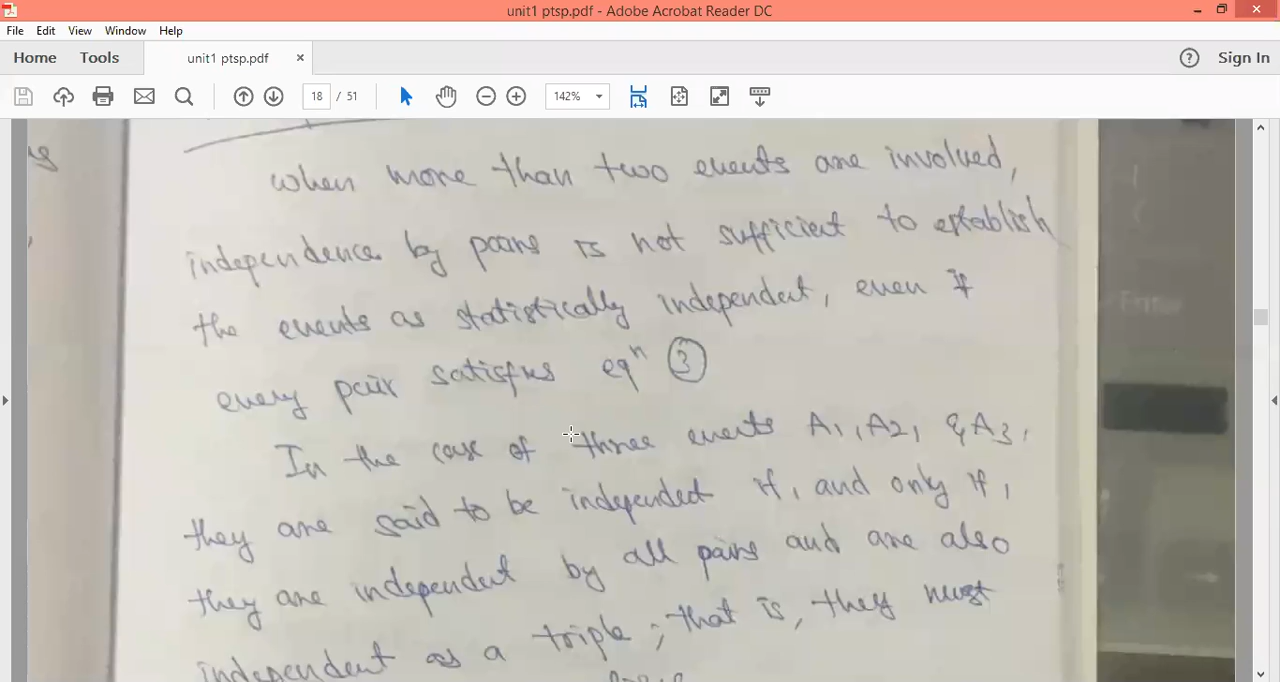 unit1 ptsp.pdf - Adobe Acrobat Reader DC
File Edit View Window Help
Home Tools unit1 ptsp.pdf × ? Sign In
18 / 51 142%
when more than two events are involved,
independence by pairs is not sufficient to establish
the events as statistically independent, even if
every pair satisfies eqⁿ ③
In the case of three events A1, A2, & A3,
they are said to be independent if, and only if,
they are independent by all pairs and are also
independent as a triple; that is, they must